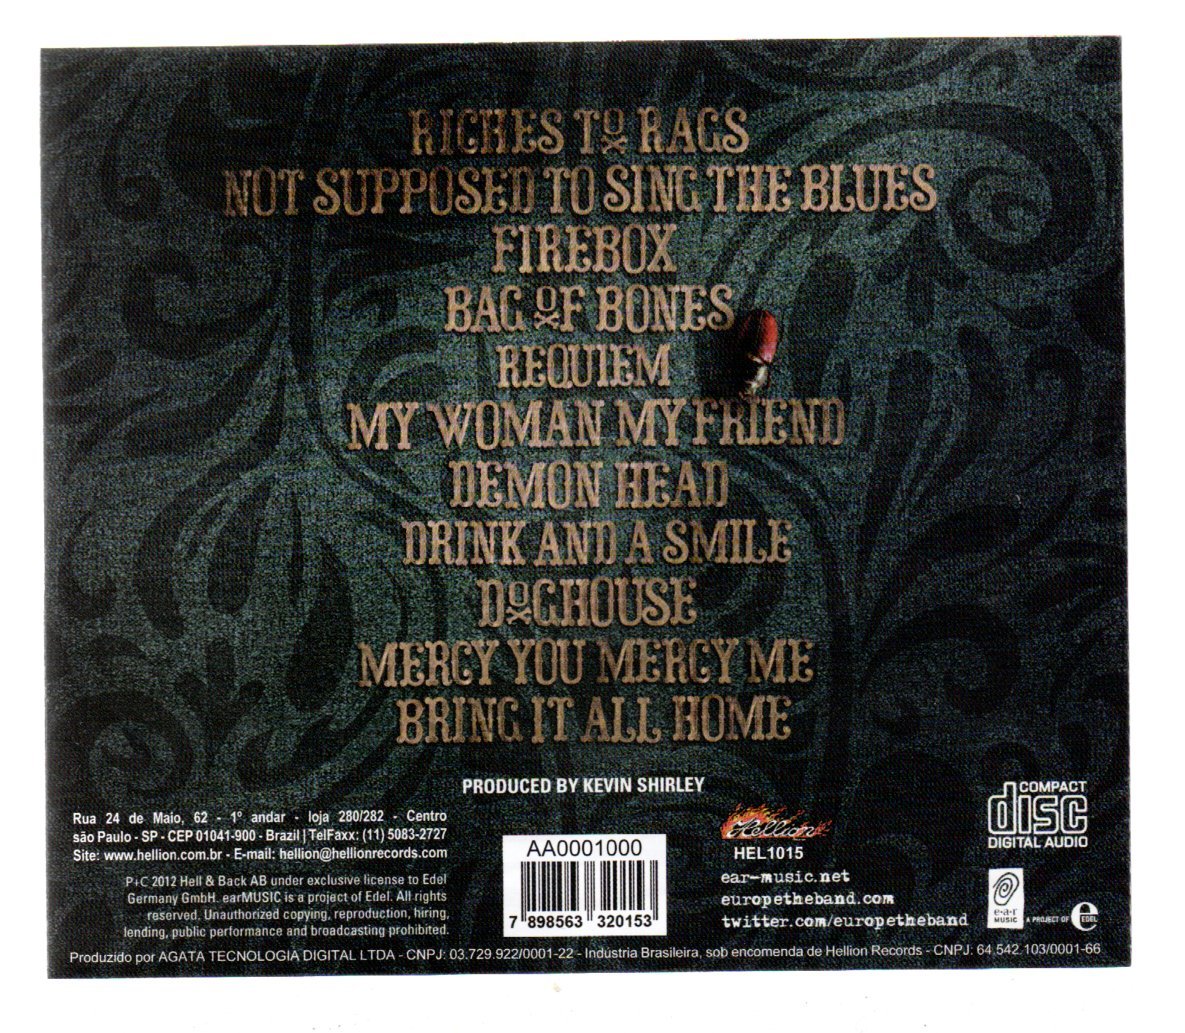 RICHES TO RAGS
NOT SUPPOSED TO SING THE BLUES
FIREBOX
BAG OF BONES
REQUIEM
MY WOMAN MY FRIEND
DEMON HEAD
DRINK AND A SMILE
DOGHOUSE
MERCY YOU MERCY ME
BRING IT ALL HOME
PRODUCED BY KEVIN SHIRLEY
Rua 24 de Maio, 62 - 1º andar - loja 280/282 - Centro
são Paulo - SP - CEP 01041-900 - Brazil | TelFaxx: (11) 5083-2727
Site: www.hellion.com.br - E-mail: hellion@hellionrecords.com
P+C 2012 Hell & Back AB under exclusive license to Edel
Germany GmbH. earMUSIC is a project of Edel. All rights
reserved. Unauthorized copying, reproduction, hiring,
lending, public performance and broadcasting prohibited.
AA0001000
7 898563 320153
Hellion
HEL1015
ear-music.net
europetheband.com
twitter.com/europetheband
COMPACT
disc
DIGITAL AUDIO
e·a·r
MUSIC
A PROJECT OF
e
EDEL
Produzido por AGATA TECNOLOGIA DIGITAL LTDA - CNPJ: 03.729.922/0001-22 - Indústria Brasileira, sob encomenda de Hellion Records - CNPJ: 64.542.103/0001-66